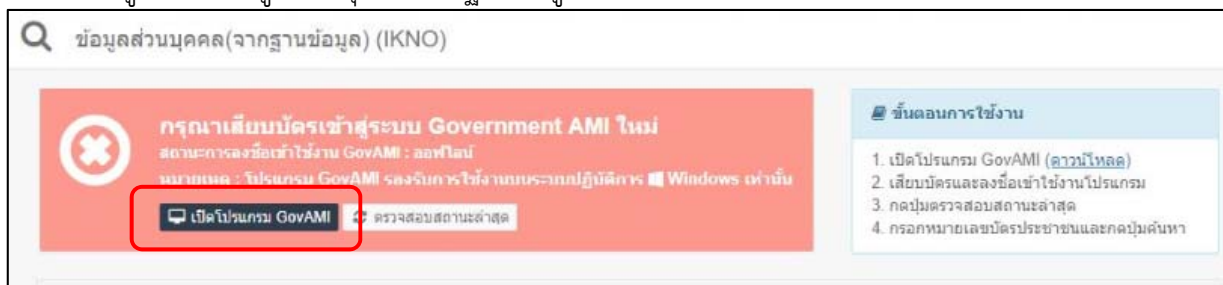 ข้อมูลส่วนบุคคล(จากฐานข้อมูล) (IKNO)
กรุณาเสียบบัตรเข้าสู่ระบบ Government AMI ใหม่
สถานะการลงชื่อเข้าใช้งาน GovAMI : ออฟไลน์
หมายเหตุ : โปรแกรม GovAMI รองรับการใช้งานบนระบบปฏิบัติการ Windows เท่านั้น
เปิดโปรแกรม GovAMI
ตรวจสอบสถานะล่าสุด
ขั้นตอนการใช้งาน
1. เปิดโปรแกรม GovAMI (ดาวน์โหลด)
2. เสียบบัตรและลงชื่อเข้าใช้งานโปรแกรม
3. กดปุ่มตรวจสอบสถานะล่าสุด
4. กรอกหมายเลขบัตรประชาชนและกดปุ่มค้นหา